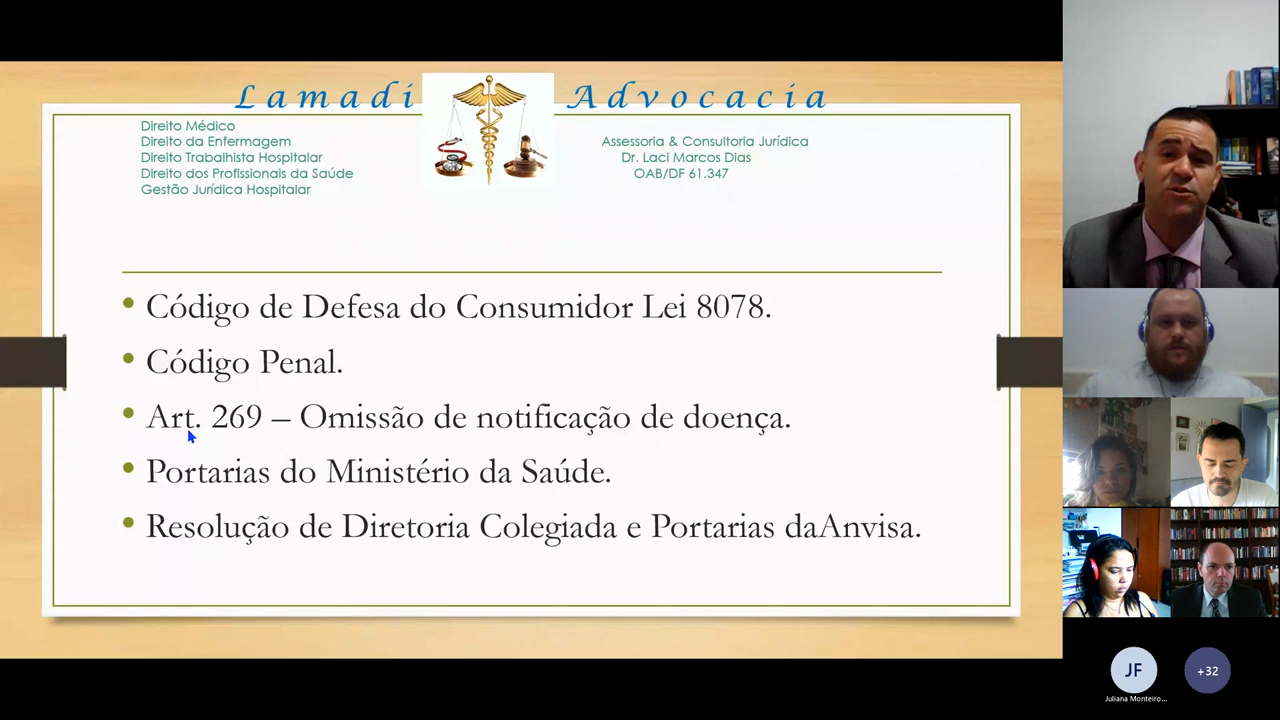 Lamadi Advocacia
Direito Médico
Direito da Enfermagem
Direito Trabalhista Hospitalar
Direito dos Profissionais da Saúde
Gestão Jurídica Hospitalar
Assessoria & Consultoria Jurídica
Dr. Laci Marcos Dias
OAB/DF 61.347
• Código de Defesa do Consumidor Lei 8078.
• Código Penal.
• Art. 269 – Omissão de notificação de doença.
• Portarias do Ministério da Saúde.
• Resolução de Diretoria Colegiada e Portarias daAnvisa.
JF
Juliana Monteiro...
+32